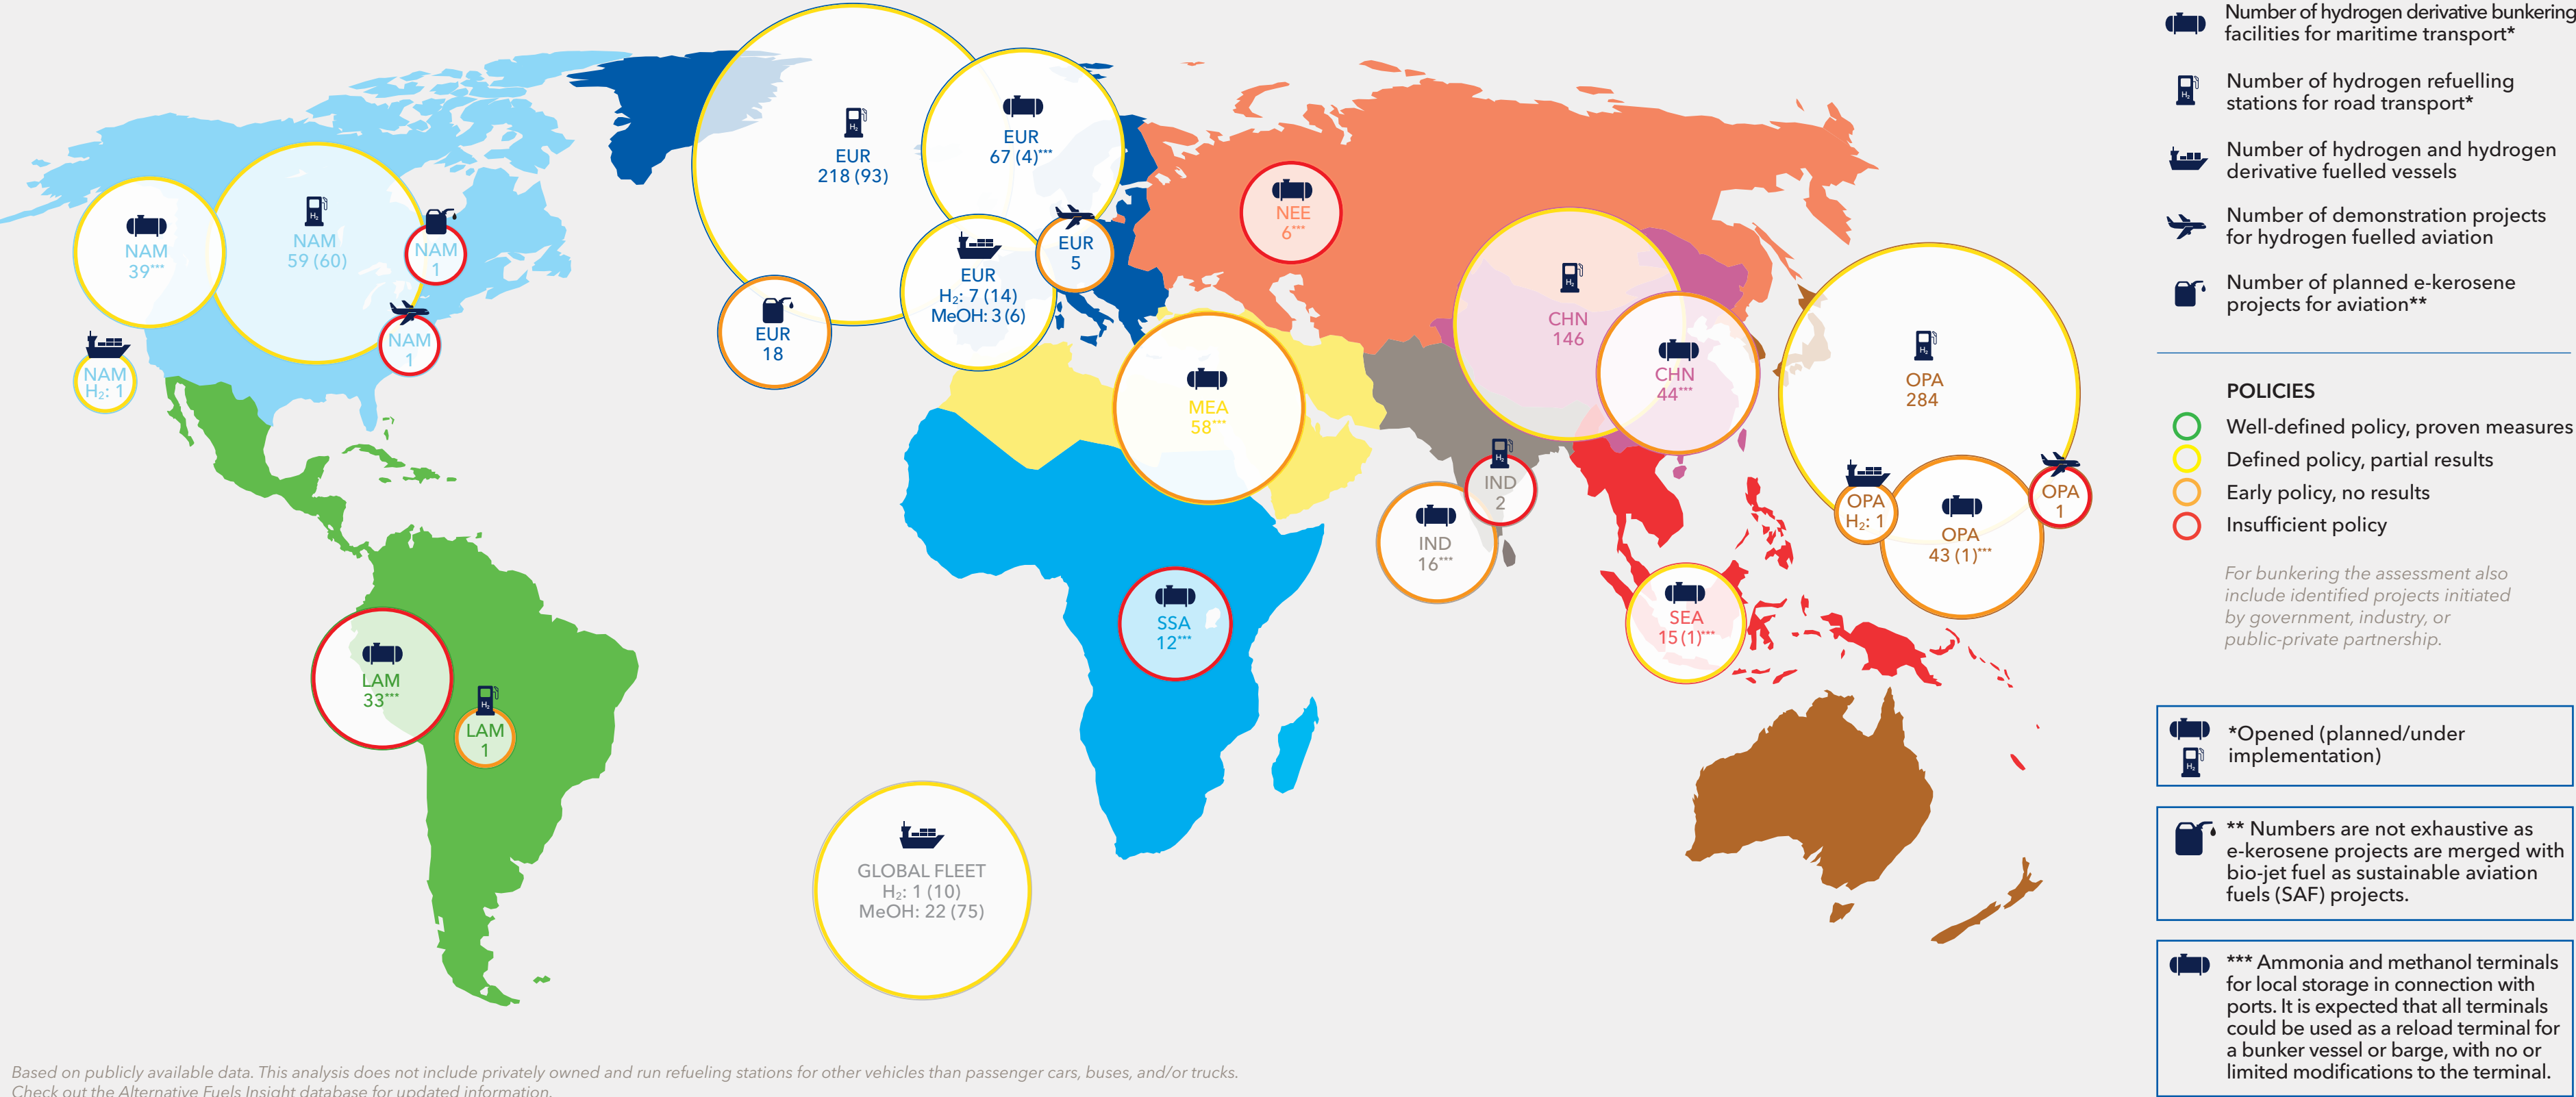 NAM
39***
H₂
NAM
59 (60)
NAM
1
NAM
1
NAM
H₂: 1
H₂
EUR
218 (93)
EUR
67 (4)***
EUR
H₂: 7 (14)
MeOH: 3 (6)
EUR
5
EUR
18
NEE
6***
MEA
58***
H₂
CHN
146
CHN
44***
H₂
IND
2
IND
16***
H₂
OPA
284
OPA
H₂: 1
OPA
43 (1)***
OPA
1
SSA
12***
SEA
15 (1)***
LAM
33***
H₂
LAM
1
GLOBAL FLEET
H₂: 1 (10)
MeOH: 22 (75)
Number of hydrogen derivative bunkering
facilities for maritime transport*
H₂
Number of hydrogen refuelling
stations for road transport*
Number of hydrogen and hydrogen
derivative fuelled vessels
Number of demonstration projects
for hydrogen fuelled aviation
Number of planned e-kerosene
projects for aviation**
POLICIES
Well-defined policy, proven measures
Defined policy, partial results
Early policy, no results
Insufficient policy
For bunkering the assessment also
include identified projects initiated
by government, industry, or
public-private partnership.
H₂
*Opened (planned/under
implementation)
** Numbers are not exhaustive as
e-kerosene projects are merged with
bio-jet fuel as sustainable aviation
fuels (SAF) projects.
*** Ammonia and methanol terminals
for local storage in connection with
ports. It is expected that all terminals
could be used as a reload terminal for
a bunker vessel or barge, with no or
limited modifications to the terminal.
Based on publicly available data. This analysis does not include privately owned and run refueling stations for other vehicles than passenger cars, buses, and/or trucks.
Check out the Alternative Fuels Insight database for updated information.